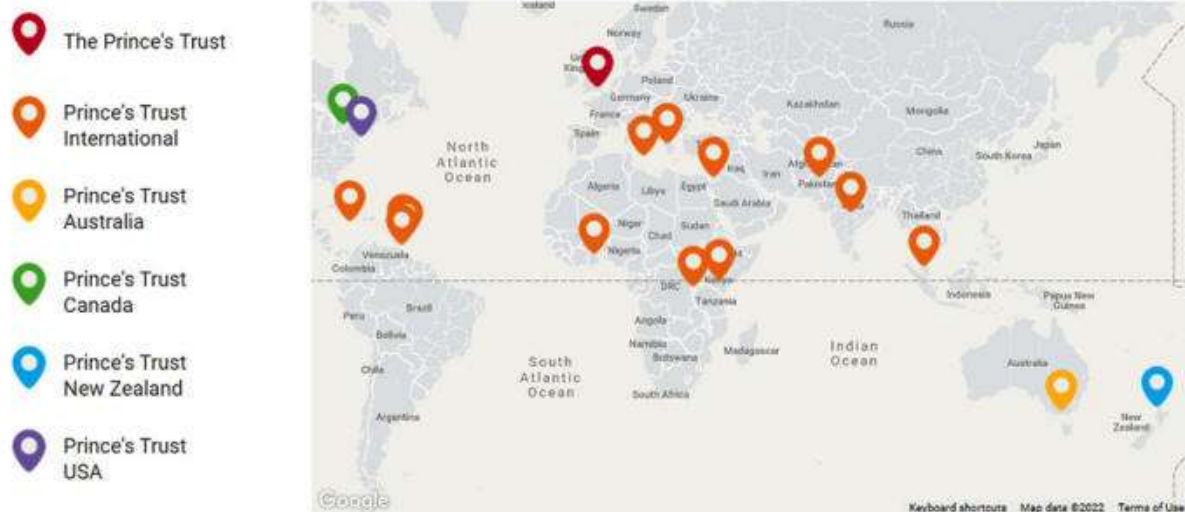 The Prince's Trust
Prince's Trust
International
Prince's Trust
Australia
Prince's Trust
Canada
Prince's Trust
New Zealand
Prince's Trust
USA
Iceland
Sweden
Russia
Norway
Poland
Germany
Ukraine
France
Kazakhstan
Mongolia
Spain
North
Atlantic
Ocean
China
Japan
South Korea
Iraq
Iran
Algeria
Libya
Egypt
Pakistan
Saudi Arabia
Thailand
Niger
Chad
Sudan
Nigeria
Venezuela
Colombia
DRC
Kenya
Tanzania
Indonesia
Papua New
Guinea
Brazil
Peru
Bolivia
Angola
Namibia
Botswana
Madagascar
Indian
Ocean
Australia
South
Atlantic
Ocean
Chile
South Africa
Argentina
New
Zealand
Google
Keyboard shortcuts Map data ©2022 Terms of Use